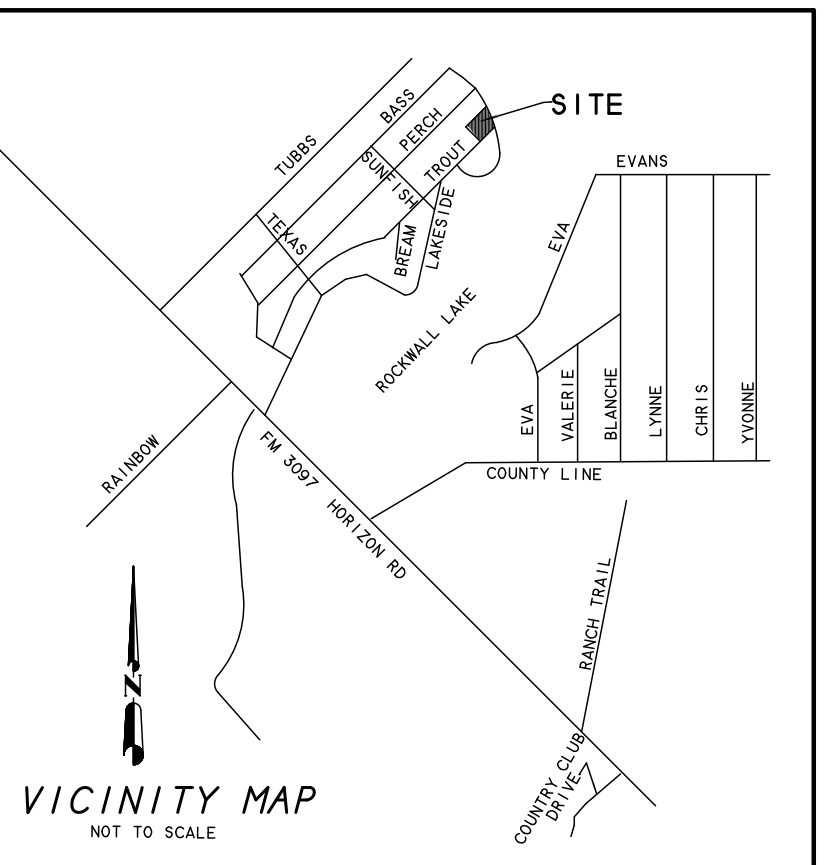 SITE
BASS
PERCH
TUBBS
TROUT
SUNFISH
EVANS
TEXAS
BREAM
LAKESIDE
EVA
ROCKWALL LAKE
EVA
VALERIE
BLANCHE
LYNNE
CHRIS
YVONNE
RAINBOW
FM 3097 HORIZON RD
COUNTY LINE
RANCH TRAIL
N
COUNTRY CLUB
DRIVE
VICINITY MAP
NOT TO SCALE